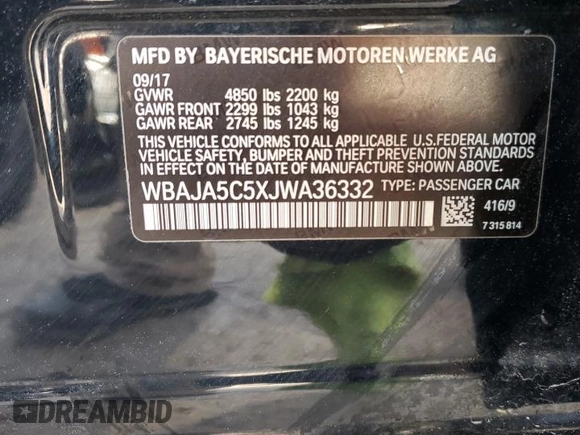 MFD BY BAYERISCHE MOTOREN WERKE AG
09/17
GVWR 4850 lbs 2200 kg
GAWR FRONT 2299 lbs 1043 kg
GAWR REAR 2745 lbs 1245 kg
THIS VEHICLE CONFORMS TO ALL APPLICABLE U.S.FEDERAL MOTOR
VEHICLE SAFETY, BUMPER AND THEFT PREVENTION STANDARDS IN
EFFECT ON THE DATE OF MANUFACTURE SHOWN ABOVE.
WBAJA5C5XJWA36332 TYPE: PASSENGER CAR
416/9
7 315 814
DREAMBID